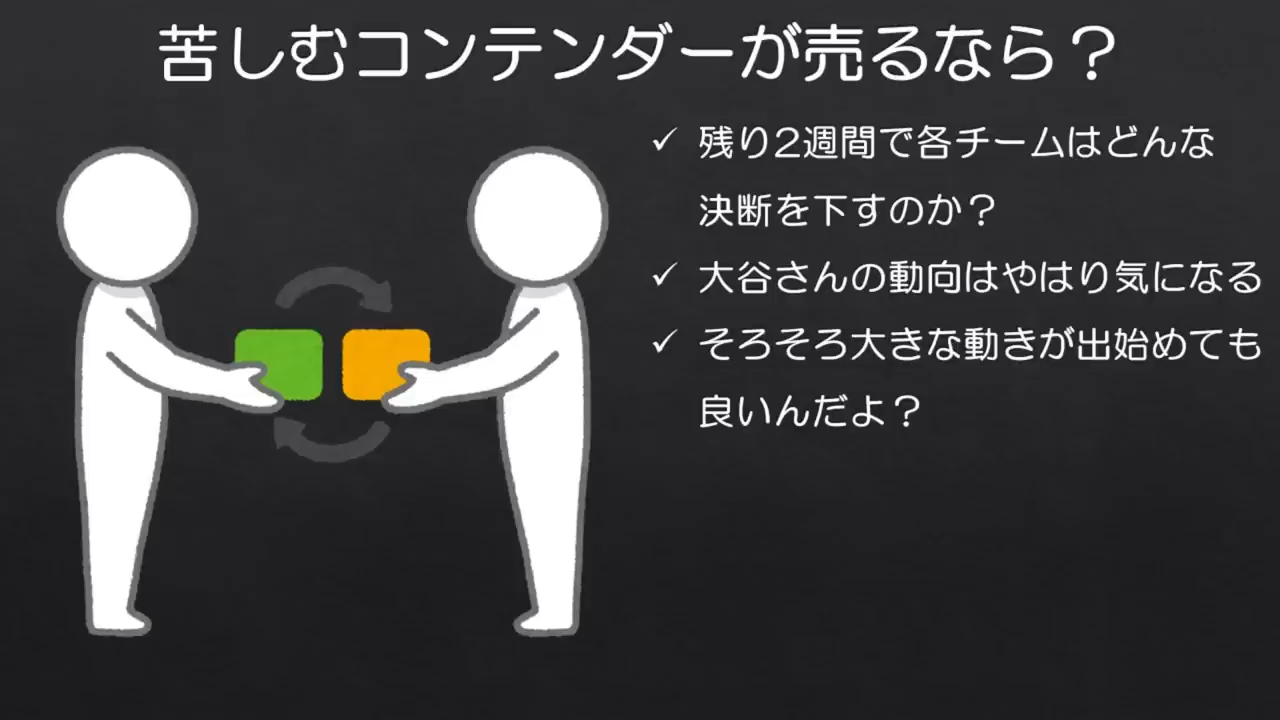 苦しむコンテンダーが売るなら？
✓ 残り2週間で各チームはどんな
決断を下すのか？
✓ 大谷さんの動向はやはり気になる
✓ そろそろ大きな動きが出始めても
良いんだよ？